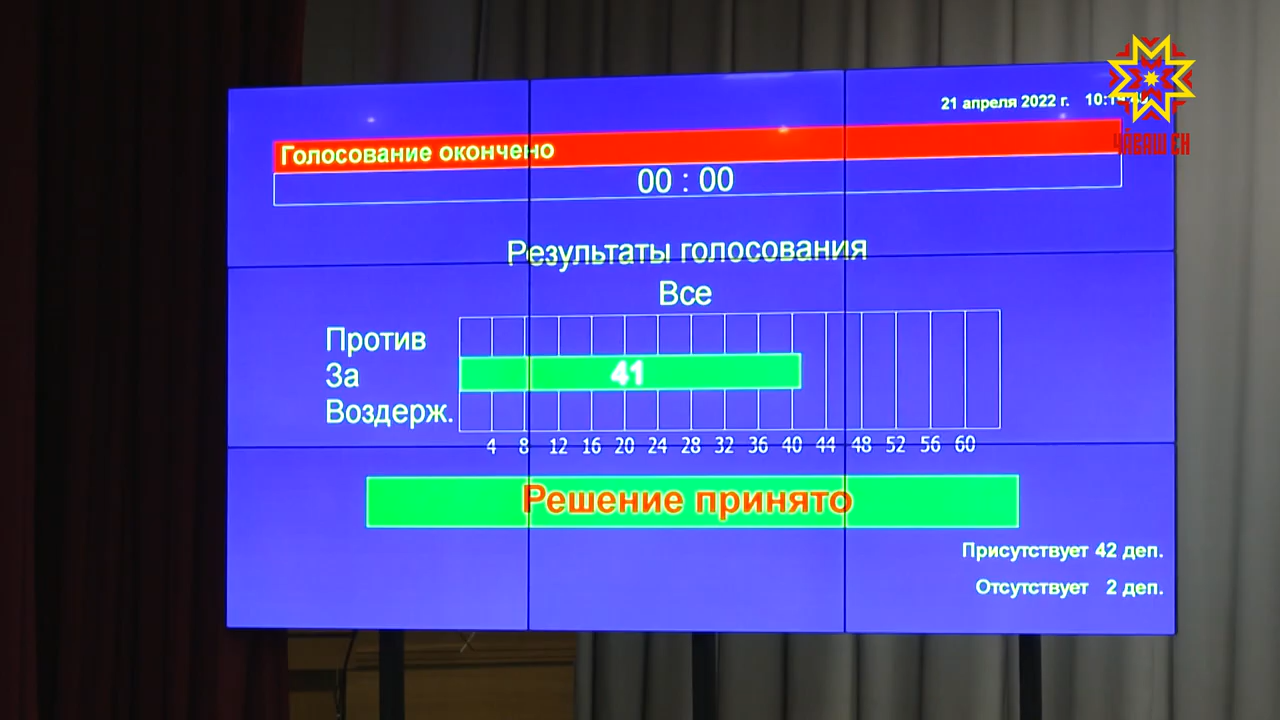 21 апреля 2022 г.
ЧӐВАШ ЕН
Голосование окончено
00 : 00
Результаты голосования
Все
Против
За 41
Воздерж.
4 8 12 16 20 24 28 32 36 40 44 48 52 56 60
Решение принято
Присутствует 42 деп.
Отсутствует 2 деп.